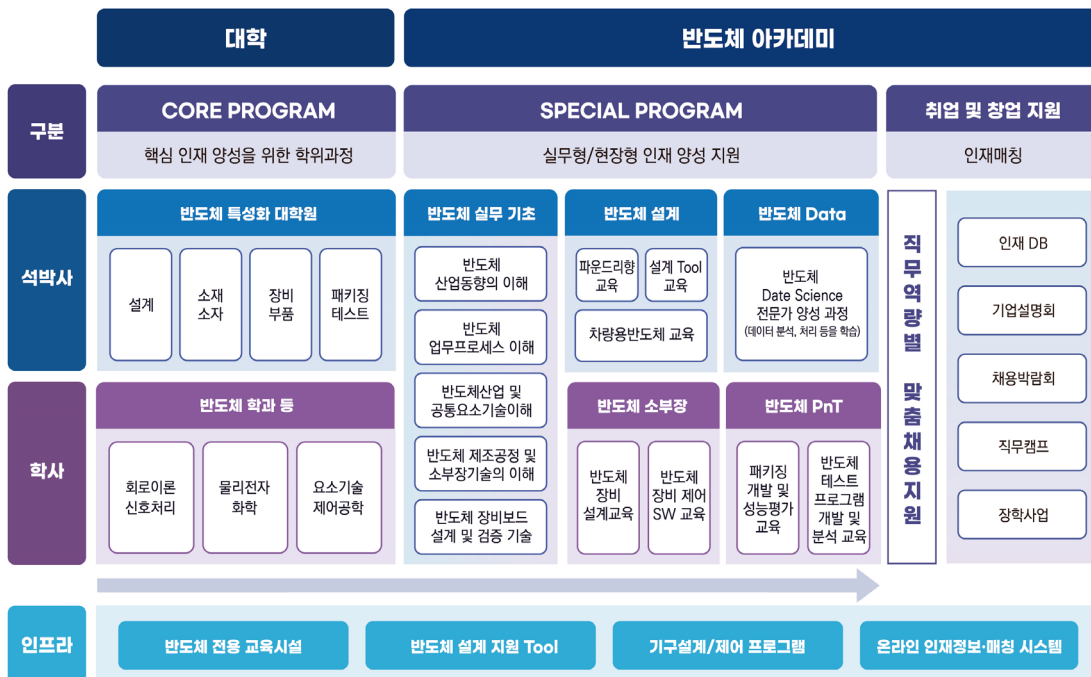 대학
반도체 아카데미
구분
CORE PROGRAM
핵심 인재 양성을 위한 학위과정
SPECIAL PROGRAM
실무형/현장형 인재 양성 지원
취업 및 창업 지원
인재매칭
석박사
반도체 특성화 대학원
설계
소재
소자
장비
부품
패키징
테스트
반도체 실무 기초
반도체
산업동향의 이해
반도체
업무프로세스 이해
반도체산업 및
공통요소기술이해
반도체 제조공정 및
소부장기술의 이해
반도체 장비보드
설계 및 검증 기술
반도체 설계
파운드리향
교육
설계 Tool
교육
차량용반도체 교육
반도체 Data
반도체
Date Science
전문가 양성 과정
(데이터 분석, 처리 등을 학습)
학사
반도체 학과 등
회로이론
신호처리
물리전자
화학
요소기술
제어공학
반도체 소부장
반도체
장비
설계교육
반도체
장비 제어
SW 교육
반도체 PnT
패키징
개발 및
성능평가
교육
반도체
테스트
프로그램
개발 및
분석 교육
직무역량별 맞춤채용지원
인재 DB
기업설명회
채용박람회
직무캠프
장학사업
인프라
반도체 전용 교육시설
반도체 설계 지원 Tool
기구설계/제어 프로그램
온라인 인재정보·매칭 시스템